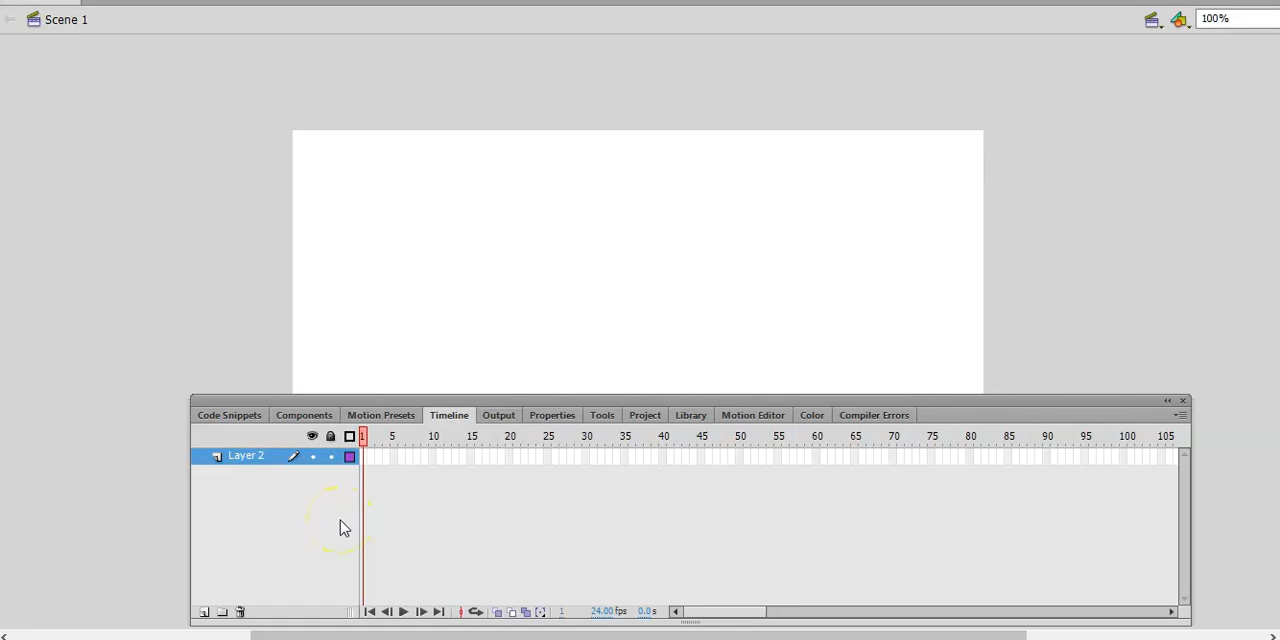 Scene 1
100%
Code Snippets Components Motion Presets Timeline Output Properties Tools Project Library Motion Editor Color Compiler Errors
1 5 10 15 20 25 30 35 40 45 50 55 60 65 70 75 80 85 90 95 100 105
Layer 2
1 24.00 fps 0.0 s